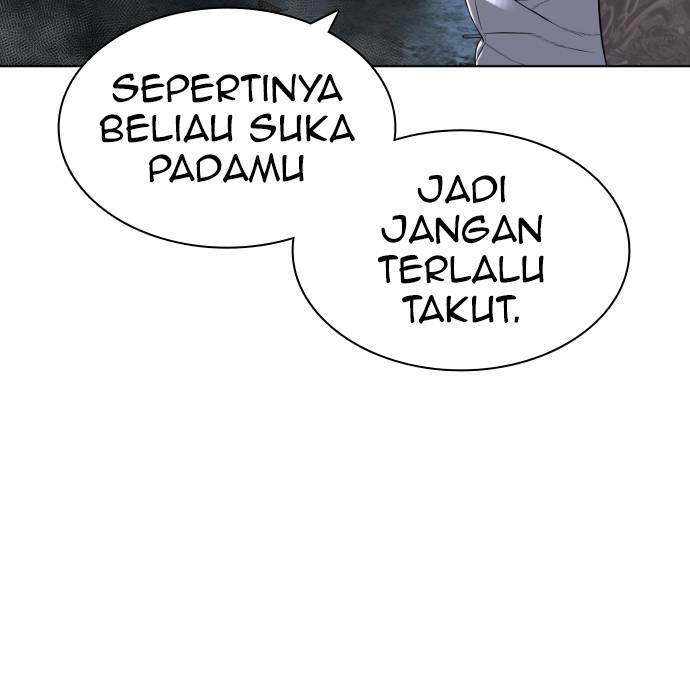 SEPERTINYA
BELIAU SUKA
PADAMU
JADI
JANGAN
TERLALU
TAKUT.